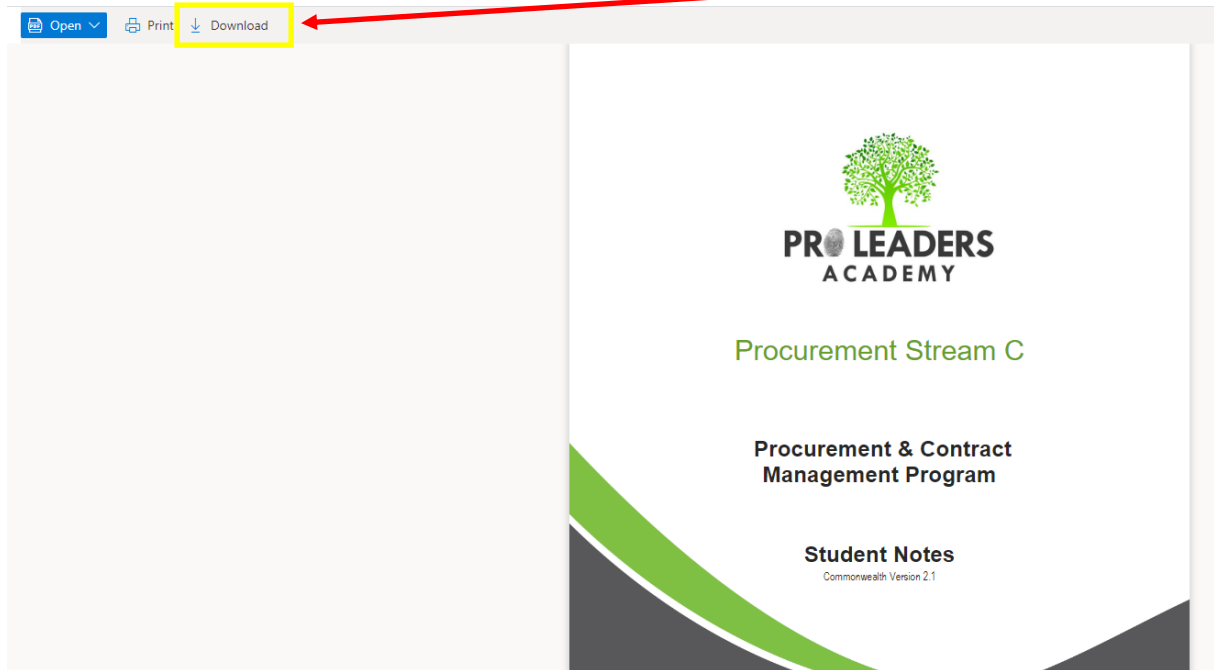 Open Print Download
PRO LEADERS
ACADEMY
Procurement Stream C
Procurement & Contract
Management Program
Student Notes
Commonwealth Version 2.1